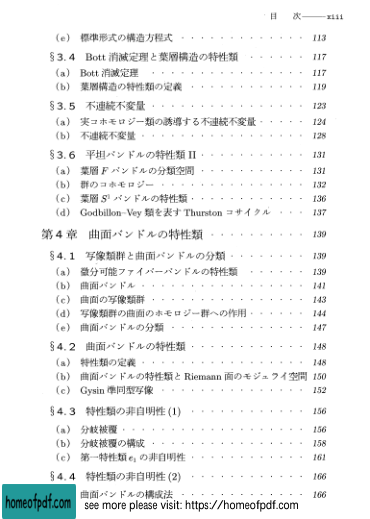 目　次――xiii
(e) 標準形式の構造方程式 ············· 113
§3.4 Bott 消滅定理と葉層構造の特性類 ······· 117
(a) Bott 消滅定理 ··············· 117
(b) 葉層構造の特性類の定義 ············ 119
§3.5 不連続不変量 ················ 123
(a) 実コホモロジー類の誘導する不連続不変量 ····· 124
(b) 不連続不変量 ················ 128
§3.6 平坦バンドルの特性類 II ··········· 131
(a) 葉層 F バンドルの分類空間 ··········· 131
(b) 群のコホモロジー ··············· 132
(c) 葉層 S¹ バンドルの特性類 ··········· 136
(d) Godbillon–Vey 類を表す Thurston コサイクル ··· 137
第4章 曲面バンドルの特性類 ·········· 139
§4.1 写像類群と曲面バンドルの分類 ········ 139
(a) 微分可能ファイバーバンドルの特性類 ······ 139
(b) 曲面バンドル ················ 141
(c) 曲面の写像類群 ··············· 143
(d) 写像類群の曲面のホモロジー群への作用 ······ 144
(e) 曲面バンドルの分類 ·············· 147
§4.2 曲面バンドルの特性類 ············ 148
(a) 特性類の定義 ················ 148
(b) 曲面バンドルの特性類と Riemann 面のモジュライ空間 150
(c) Gysin 準同型写像 ·············· 152
§4.3 特性類の非自明性 (1) ············ 156
(a) 分岐被覆 ·················· 156
(b) 分岐被覆の構成 ··············· 158
(c) 第一特性類 e₁ の非自明性 ··········· 161
§4.4 特性類の非自明性 (2) ············ 166
曲面バンドルの構成法 ············· 166
homeofpdf.com
see more please visit: https://homeofpdf.com